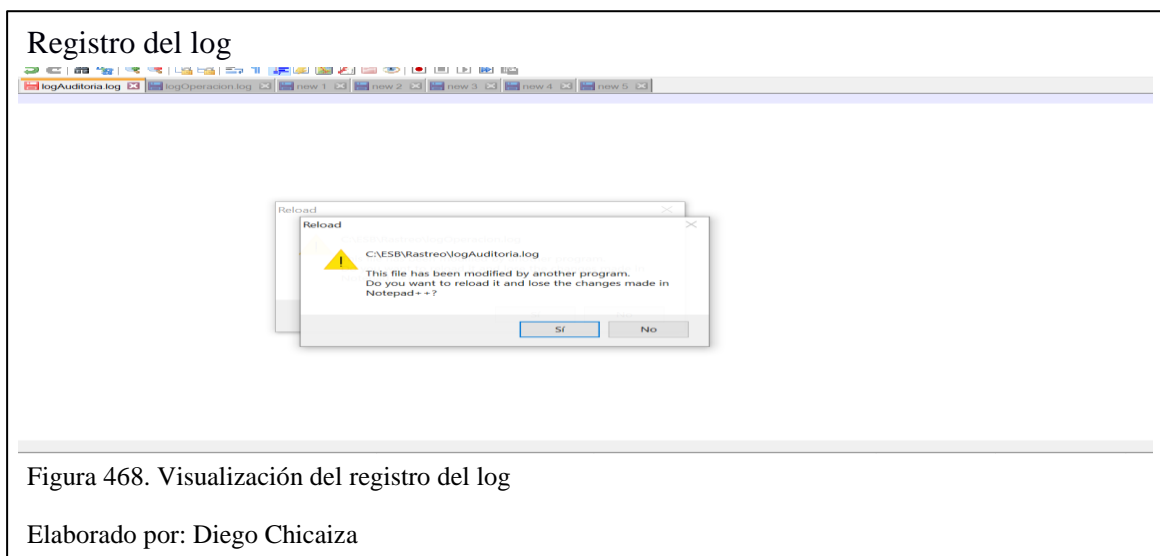 Registro del log
logAuditoria.log logOperacion.log new 1 new 2 new 3 new 4 new 5
Reload
Reload
C:\ESB\Rastreo\logAuditoria.log
This file has been modified by another program.
Do you want to reload it and lose the changes made in
Notepad++?
Sí No
Figura 468. Visualización del registro del log
Elaborado por: Diego Chicaiza